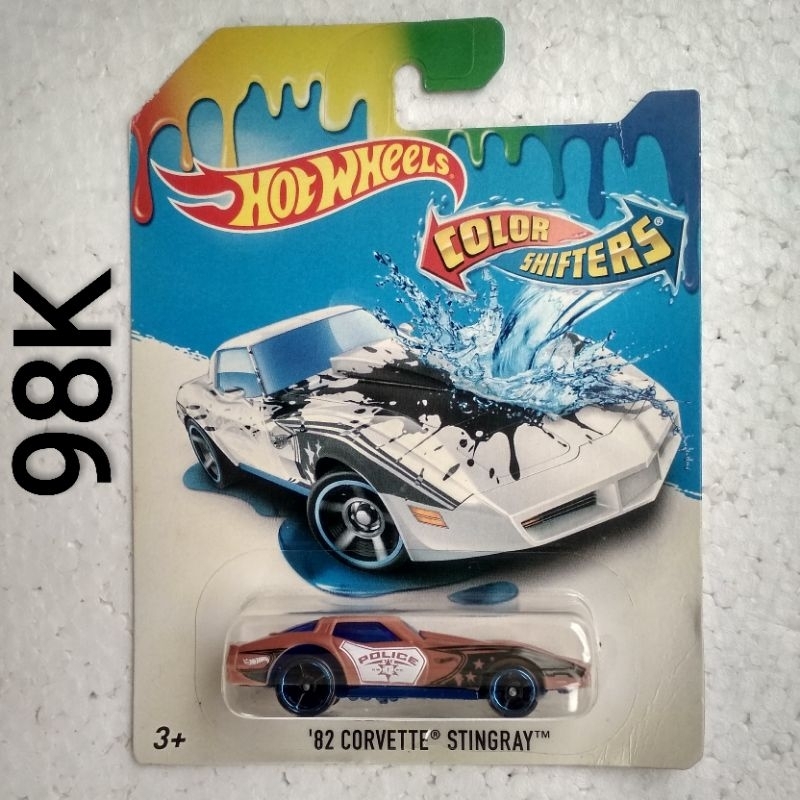 HOT WHEELS®
COLOR
SHIFTERS®
98K
POLICE
3+
'82 CORVETTE® STINGRAY™